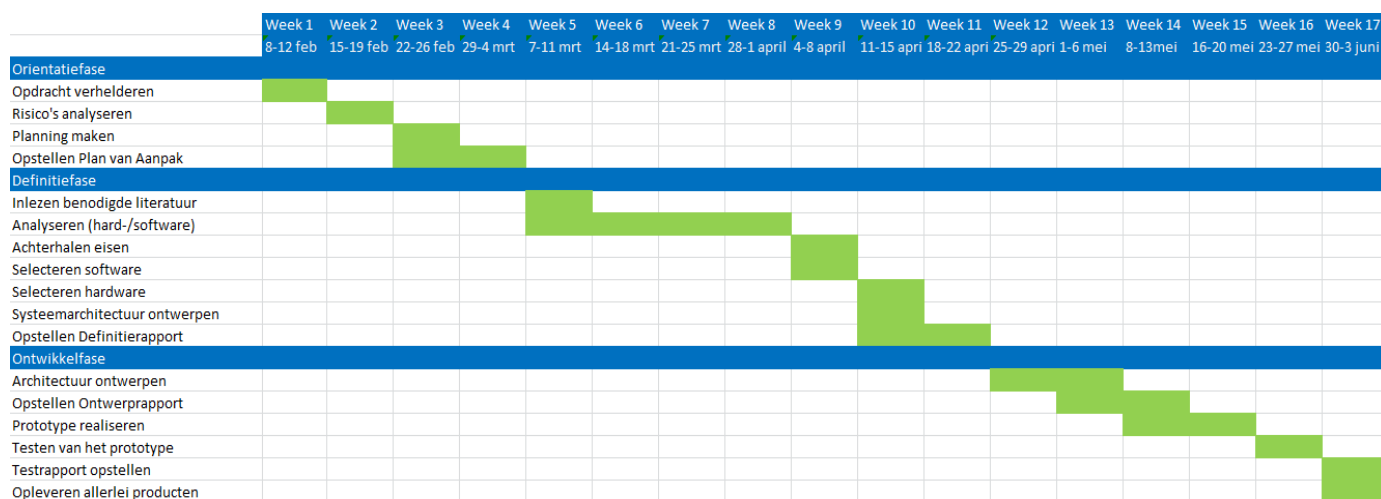 Week 1 Week 2 Week 3 Week 4 Week 5 Week 6 Week 7 Week 8 Week 9 Week 10 Week 11 Week 12 Week 13 Week 14 Week 15 Week 16 Week 17
8-12 feb 15-19 feb 22-26 feb 29-4 mrt 7-11 mrt 14-18 mrt 21-25 mrt 28-1 april 4-8 april 11-15 apri 18-22 apri 25-29 apri 1-6 mei 8-13mei 16-20 mei 23-27 mei 30-3 juni
Orientatiefase
Opdracht verhelderen
Risico's analyseren
Planning maken
Opstellen Plan van Aanpak
Definitiefase
Inlezen benodigde literatuur
Analyseren (hard-/software)
Achterhalen eisen
Selecteren software
Selecteren hardware
Systeemarchitectuur ontwerpen
Opstellen Definitierapport
Ontwikkelfase
Architectuur ontwerpen
Opstellen Ontwerprapport
Prototype realiseren
Testen van het prototype
Testrapport opstellen
Opleveren allerlei producten